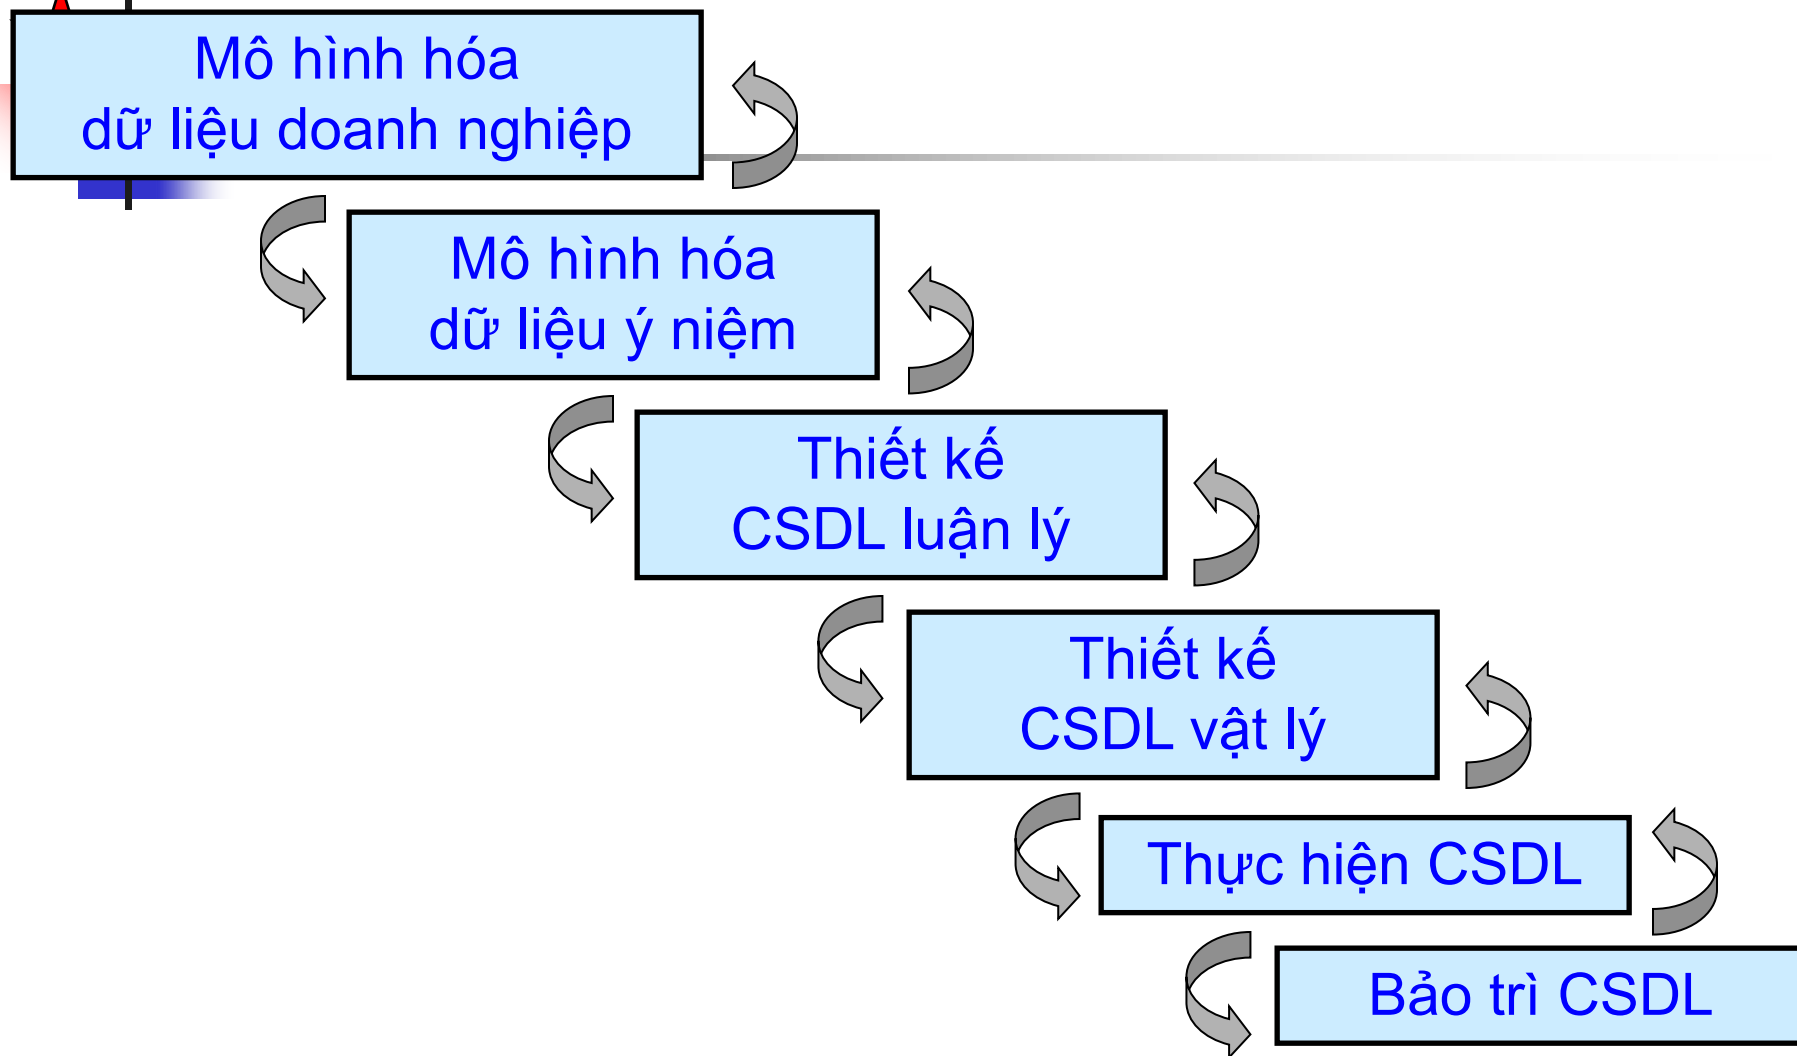 Mô hình hóa
dữ liệu doanh nghiệp
Mô hình hóa
dữ liệu ý niệm
Thiết kế
CSDL luận lý
Thiết kế
CSDL vật lý
Thực hiện CSDL
Bảo trì CSDL